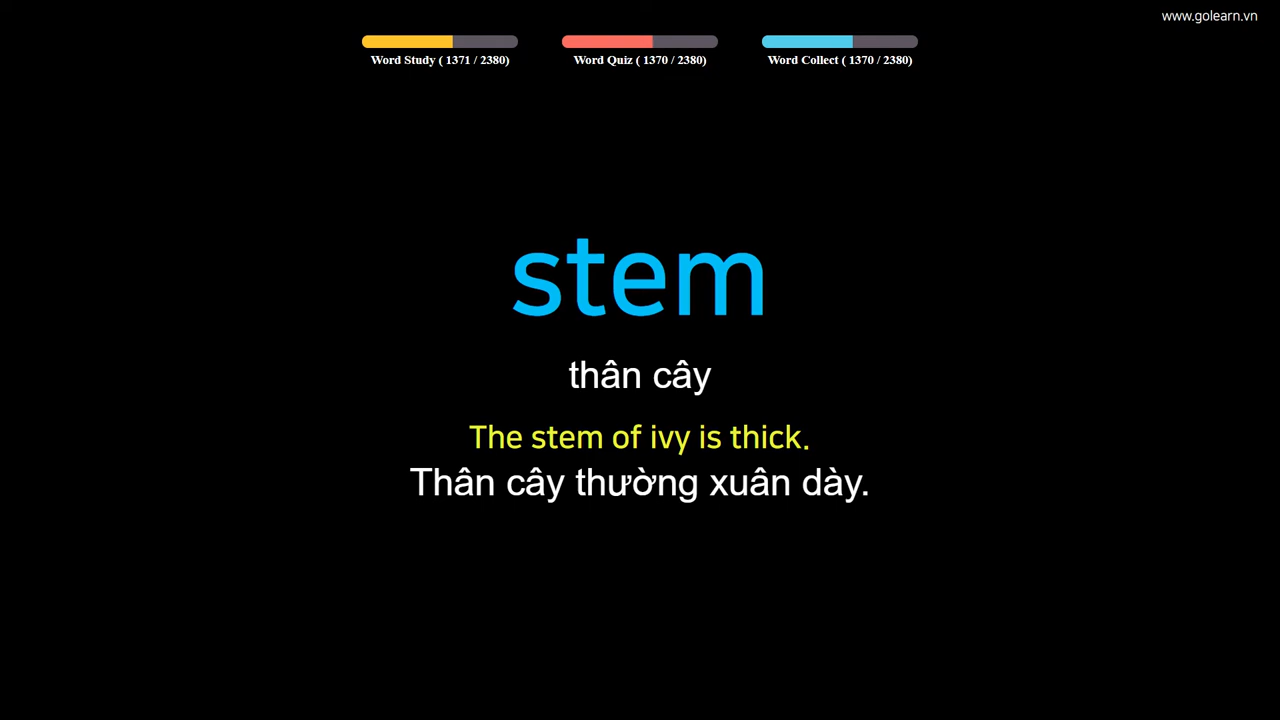 www.golearn.vn
Word Study ( 1371 / 2380) Word Quiz ( 1370 / 2380) Word Collect ( 1370 / 2380)
stem
thân cây
The stem of ivy is thick.
Thân cây thường xuân dày.